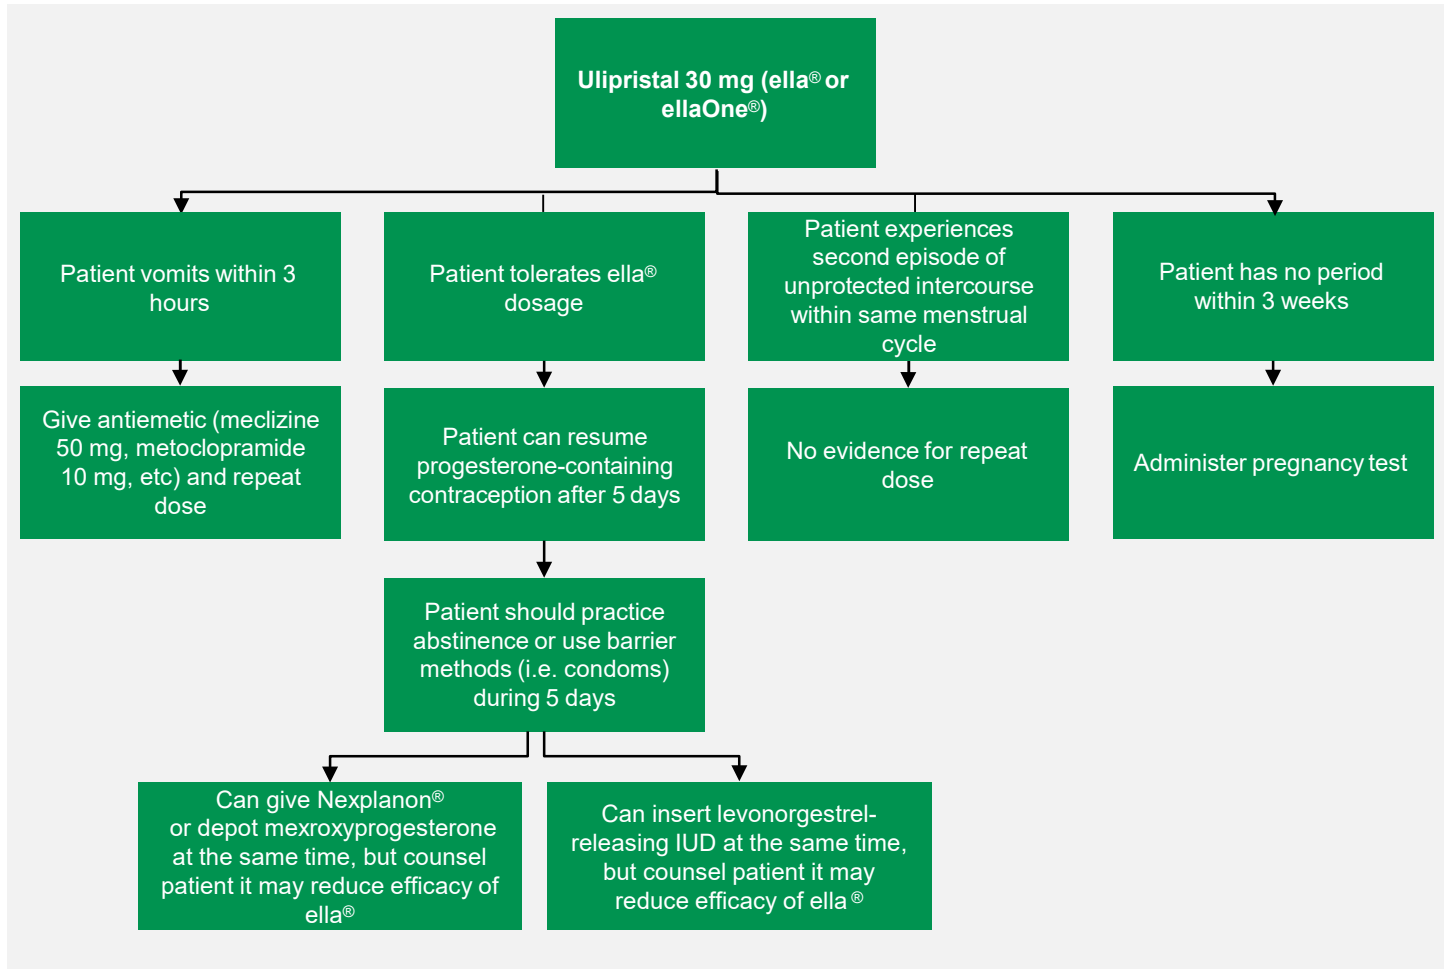 Ulipristal 30 mg (ella® or
ellaOne®)
Patient vomits within 3
hours
Patient tolerates ella®
dosage
Patient experiences
second episode of
unprotected intercourse
within same menstrual
cycle
Patient has no period
within 3 weeks
Give antiemetic (meclizine
50 mg, metoclopramide
10 mg, etc) and repeat
dose
Patient can resume
progesterone-containing
contraception after 5 days
No evidence for repeat
dose
Administer pregnancy test
Patient should practice
abstinence or use barrier
methods (i.e. condoms)
during 5 days
Can give Nexplanon®
or depot mexroxyprogesterone
at the same time, but counsel
patient it may reduce efficacy of
ella®
Can insert levonorgestrel-
releasing IUD at the same time,
but counsel patient it may
reduce efficacy of ella ®